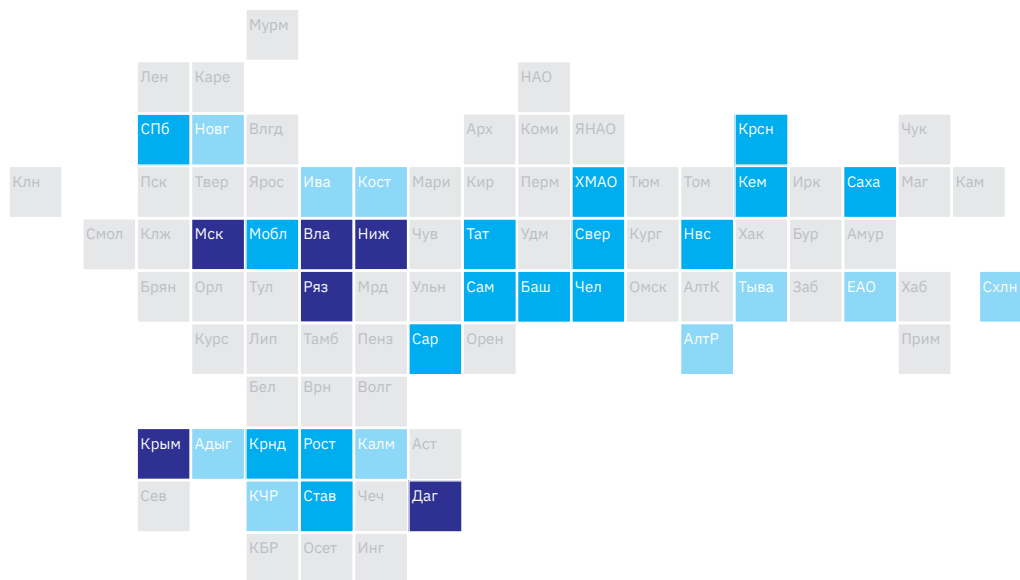 Мурм
Лен Каре НАО
СПб Новг Влгд Арх Коми ЯНАО Крсн Чук
Клн Пск Твер Ярос Ива Кост Мари Кир Перм ХМАО Тюм Том Кем Ирк Саха Маг Кам
Смол Клж Мск Мобл Вла Ниж Чув Тат Удм Свер Кург Нвс Хак Бур Амур
Брян Орл Тул Ряз Мрд Ульн Сам Баш Чел Омск АлтК Тыва Заб ЕАО Хаб Схлн
Курс Лип Тамб Пенз Сар Орен АлтР Прим
Бел Врн Волг
Крым Адыг Крнд Рост Калм Аст
Сев КЧР Став Чеч Даг
КБР Осет Инг